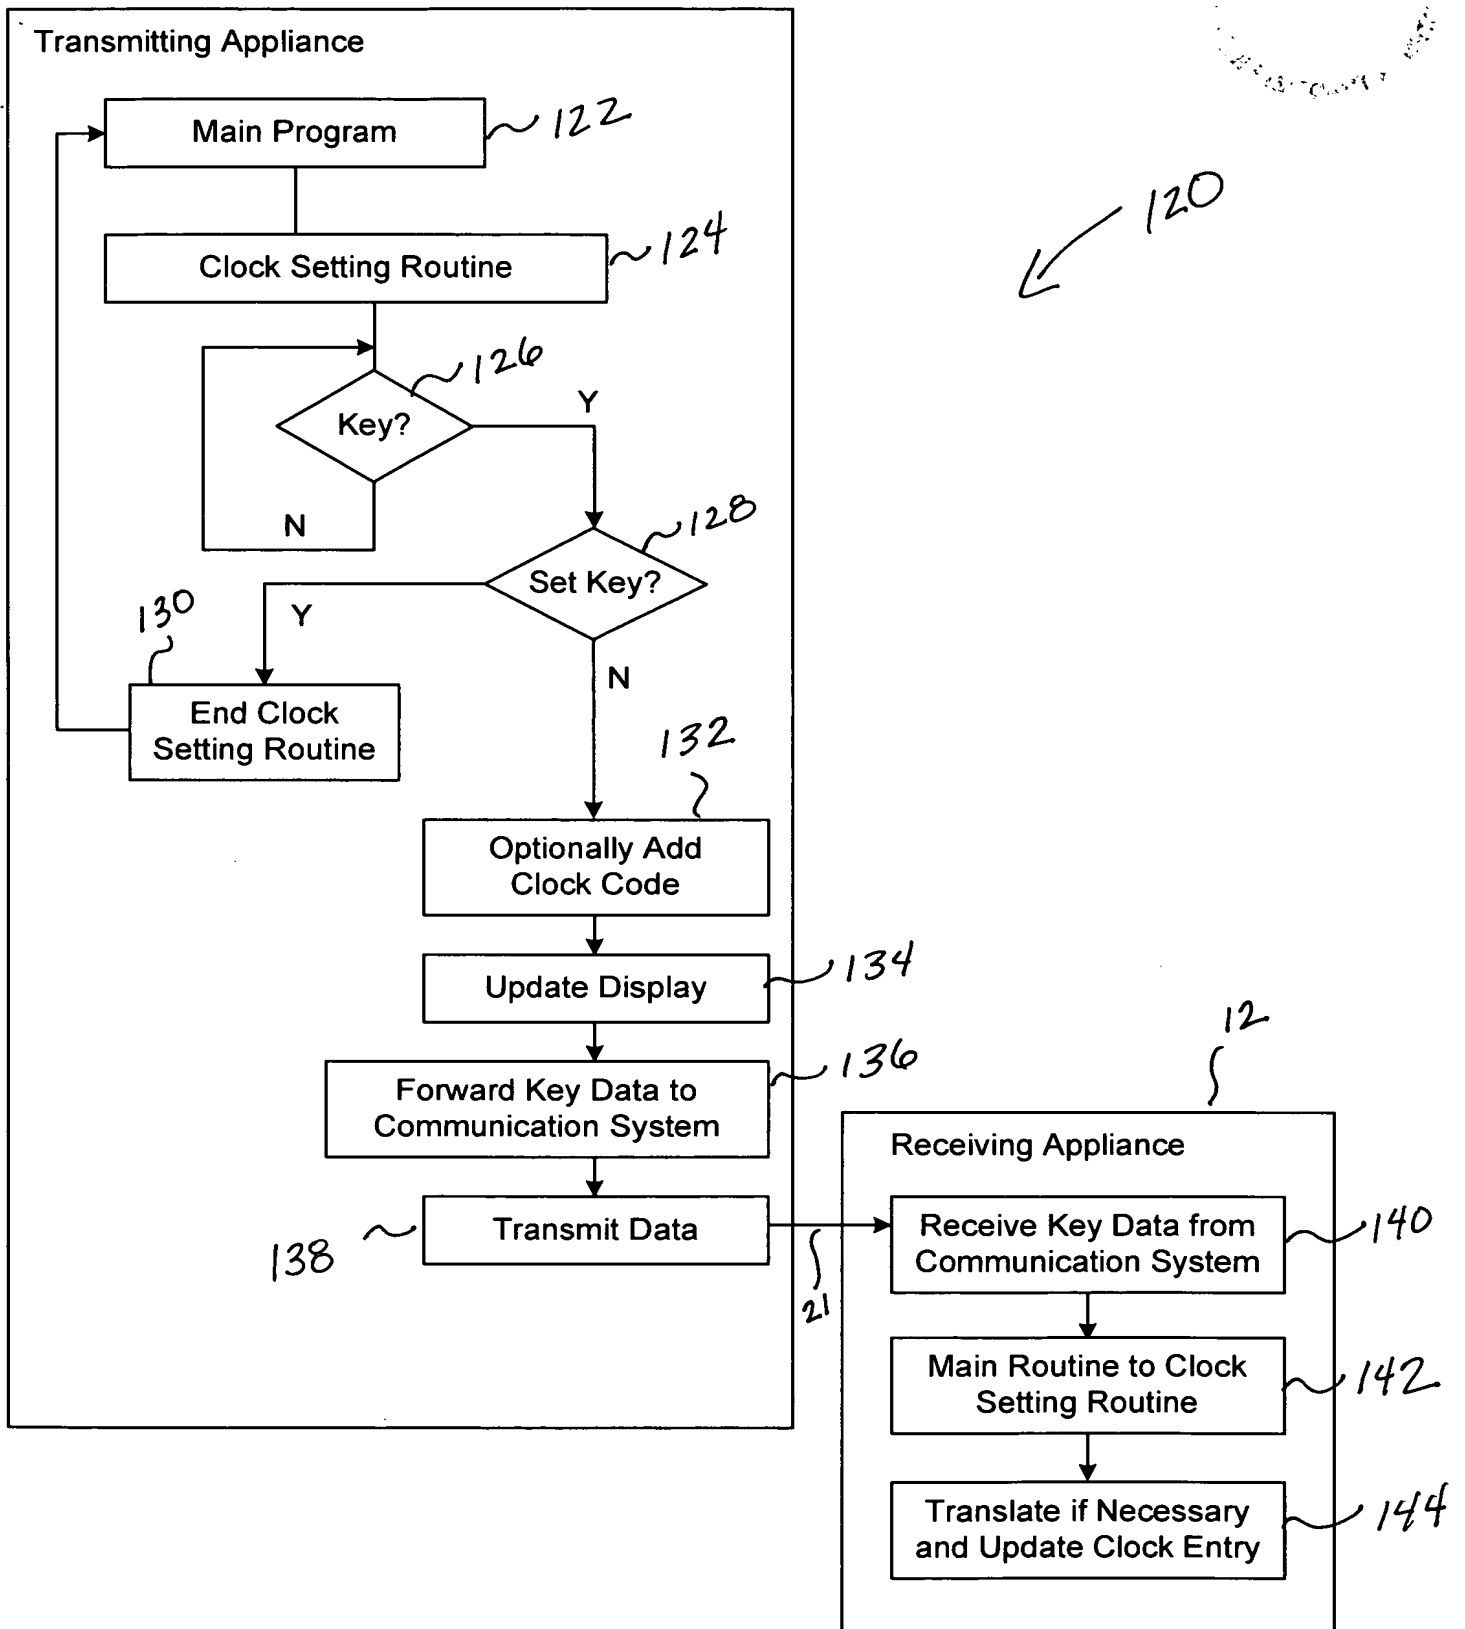 Transmitting Appliance
Main Program
122
120
Clock Setting Routine
124
126
Key?
Y
N
128
Set Key?
Y
130
N
End Clock
Setting Routine
132
Optionally Add
Clock Code
Update Display
134
12
Forward Key Data to
Communication System
136
Receiving Appliance
Transmit Data
138
21
Receive Key Data from
Communication System
140
Main Routine to Clock
Setting Routine
142
Translate if Necessary
and Update Clock Entry
144